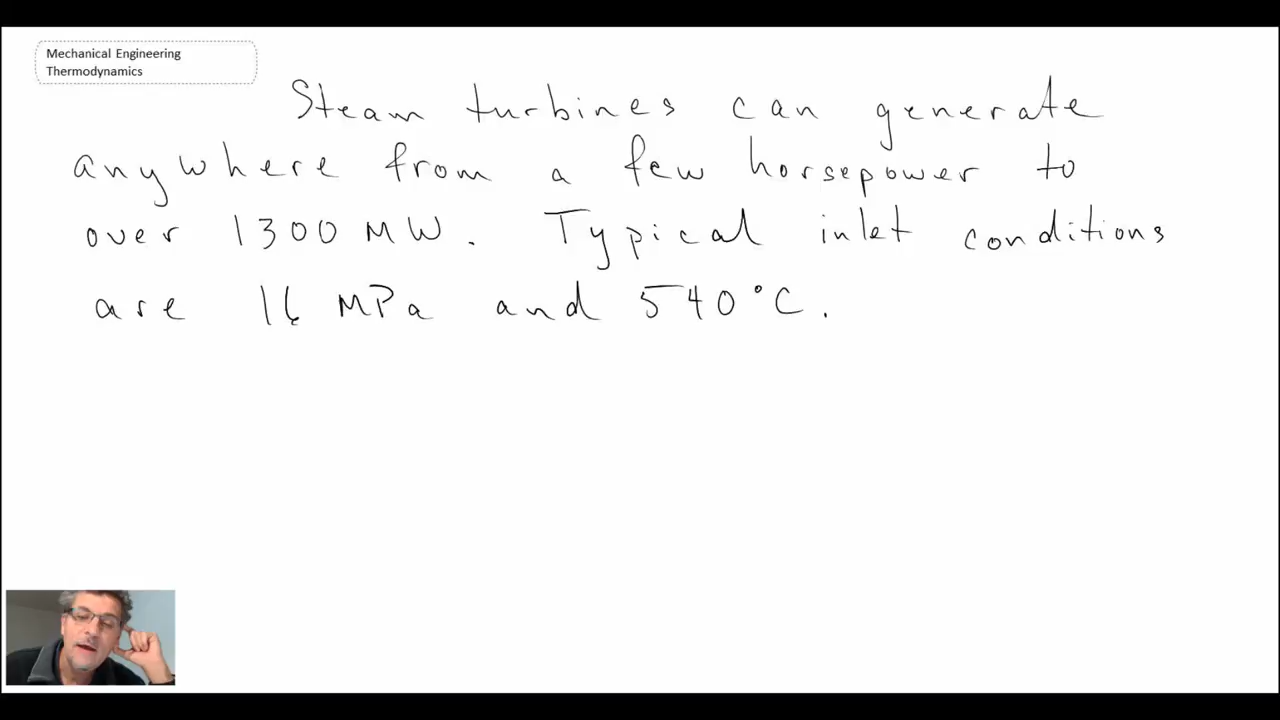 Mechanical Engineering
Thermodynamics
Steam turbines can generate
anywhere from a few horsepower to
over 1300 MW. Typical inlet conditions
are 16 MPa and 540°C.